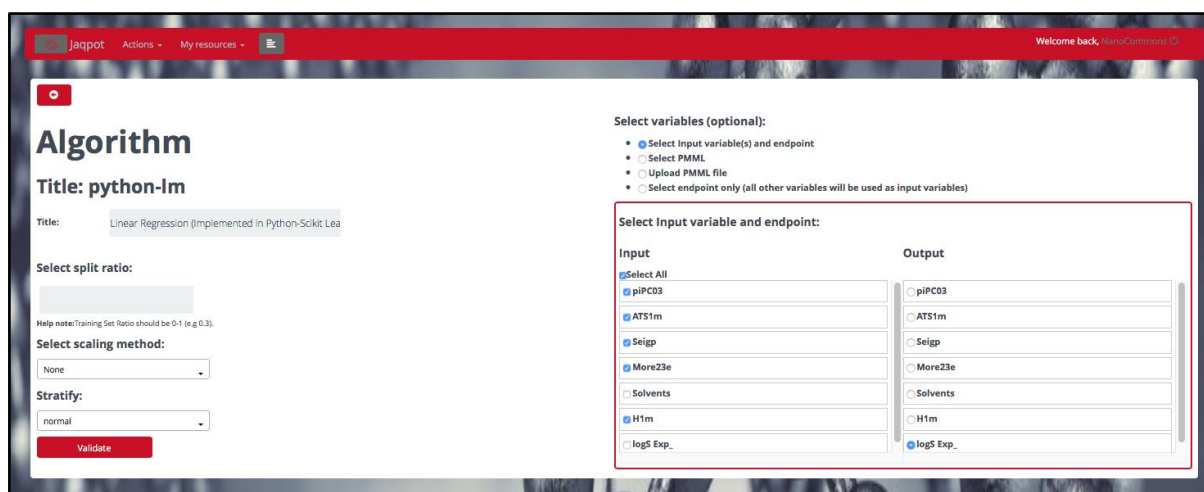 Jaqpot Actions My resources Welcome back, NanoCommons
Algorithm
Title: python-lm
Title: Linear Regression (Implemented in Python-Scikit Lea
Select split ratio:
Help note:Training Set Ratio should be 0-1 (e.g 0.3).
Select scaling method:
None
Stratify:
normal
Validate
Select variables (optional):
Select Input variable(s) and endpoint
Select PMML
Upload PMML file
Select endpoint only (all other variables will be used as input variables)
Select Input variable and endpoint:
Input
Select All
piPC03
ATS1m
Seigp
More23e
Solvents
H1m
logS Exp_
Output
piPC03
ATS1m
Seigp
More23e
Solvents
H1m
logS Exp_